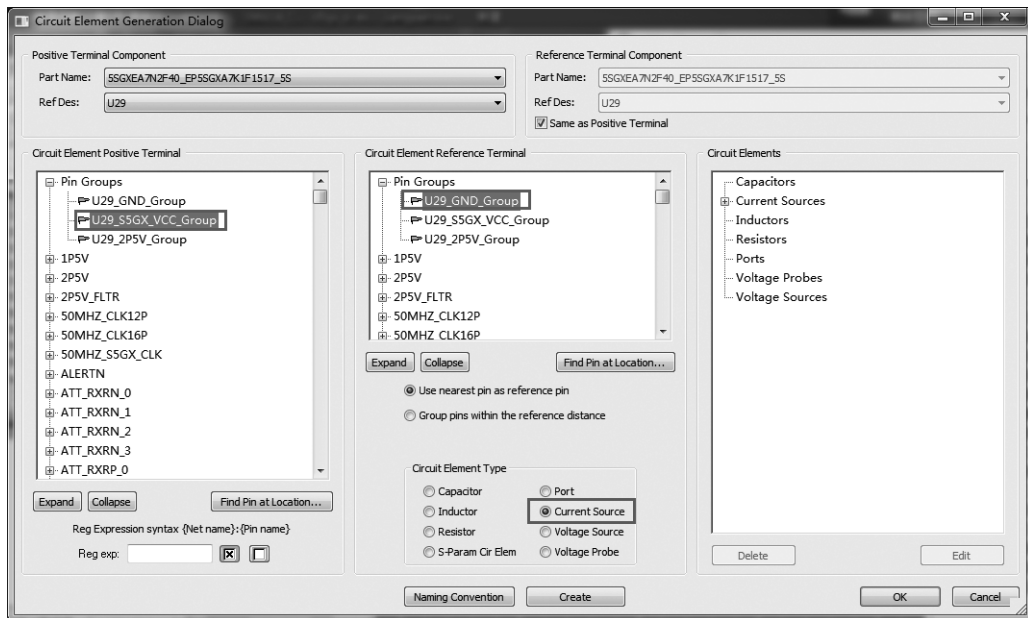 Circuit Element Generation Dialog
Positive Terminal Component
Part Name: 5SGXEA7N2F40_EP5SGXA7K1F1517_5S
Ref Des: U29
Reference Terminal Component
Part Name: 5SGXEA7N2F40_EP5SGXA7K1F1517_5S
Ref Des: U29
Same as Positive Terminal
Circuit Element Positive Terminal
Pin Groups
U29_GND_Group
U29_S5GX_VCC_Group
U29_2P5V_Group
1P5V
2P5V
2P5V_FLTR
50MHZ_CLK12P
50MHZ_CLK16P
50MHZ_S5GX_CLK
ALERTN
ATT_RXRN_0
ATT_RXRN_1
ATT_RXRN_2
ATT_RXRN_3
ATT_RXRP_0
Expand Collapse Find Pin at Location...
Reg Expression syntax {Net name}:{Pin name}
Reg exp:
Circuit Element Reference Terminal
Pin Groups
U29_GND_Group
U29_S5GX_VCC_Group
U29_2P5V_Group
1P5V
2P5V
2P5V_FLTR
50MHZ_CLK12P
50MHZ_CLK16P
Expand Collapse Find Pin at Location...
Use nearest pin as reference pin
Group pins within the reference distance
Circuit Element Type
Capacitor Port
Inductor Current Source
Resistor Voltage Source
S-Param Cir Elem Voltage Probe
Circuit Elements
Capacitors
Current Sources
Inductors
Resistors
Ports
Voltage Probes
Voltage Sources
Delete Edit
Naming Convention Create OK Cancel